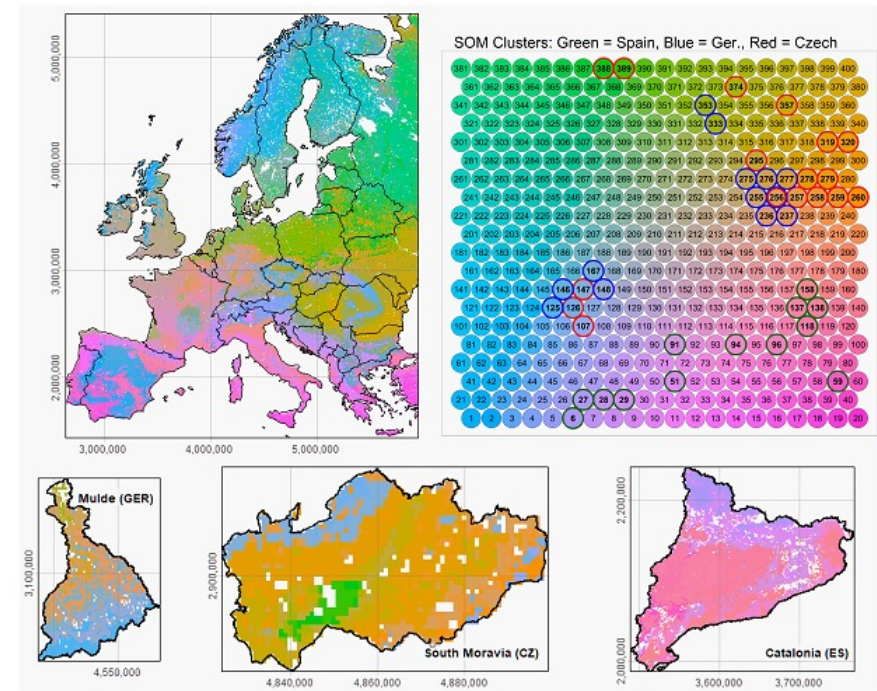 5,000,000
4,000,000
3,000,000
2,000,000
3,000,000 4,000,000 5,000,000
SOM Clusters: Green = Spain, Blue = Ger., Red = Czech
381 382 383 384 385 386 387 388 389 390 391 392 393 394 395 396 397 398 399 400
361 362 363 364 365 366 367 368 369 370 371 372 373 374 375 376 377 378 379 380
341 342 343 344 345 346 347 348 349 350 351 352 353 354 355 356 357 358 359 360
321 322 323 324 325 326 327 328 329 330 331 332 333 334 335 336 337 338 339 340
301 302 303 304 305 306 307 308 309 310 311 312 313 314 315 316 317 318 319 320
281 282 283 284 285 286 287 288 289 290 291 292 293 294 295 296 297 298 299 300
261 262 263 264 265 266 267 268 269 270 271 272 273 274 275 276 277 278 279 280
241 242 243 244 245 246 247 248 249 250 251 252 253 254 255 256 257 258 259 260
221 222 223 224 225 226 227 228 229 230 231 232 233 234 235 236 237 238 239 240
201 202 203 204 205 206 207 208 209 210 211 212 213 214 215 216 217 218 219 220
181 182 183 184 185 186 187 188 189 190 191 192 193 194 195 196 197 198 199 200
161 162 163 164 165 166 167 168 169 170 171 172 173 174 175 176 177 178 179 180
141 142 143 144 145 146 147 148 149 150 151 152 153 154 155 156 157 158 159 160
121 122 123 124 125 126 127 128 129 130 131 132 133 134 135 136 137 138 139 140
101 102 103 104 105 106 107 108 109 110 111 112 113 114 115 116 117 118 119 120
81 82 83 84 85 86 87 88 89 90 91 92 93 94 95 96 97 98 99 100
61 62 63 64 65 66 67 68 69 70 71 72 73 74 75 76 77 78 79 80
41 42 43 44 45 46 47 48 49 50 51 52 53 54 55 56 57 58 59 60
21 22 23 24 25 26 27 28 29 30 31 32 33 34 35 36 37 38 39 40
1 2 3 4 5 6 7 8 9 10 11 12 13 14 15 16 17 18 19 20
Mulde (GER)
3,100,000
4,550,000
2,900,000
South Moravia (CZ)
4,840,000 4,860,000 4,880,000
2,200,000
2,000,000
Catalonia (ES)
3,600,000 3,700,000